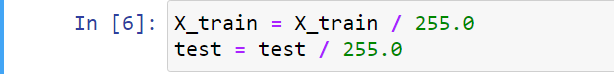 In [6]: X_train = X_train / 255.0
test = test / 255.0